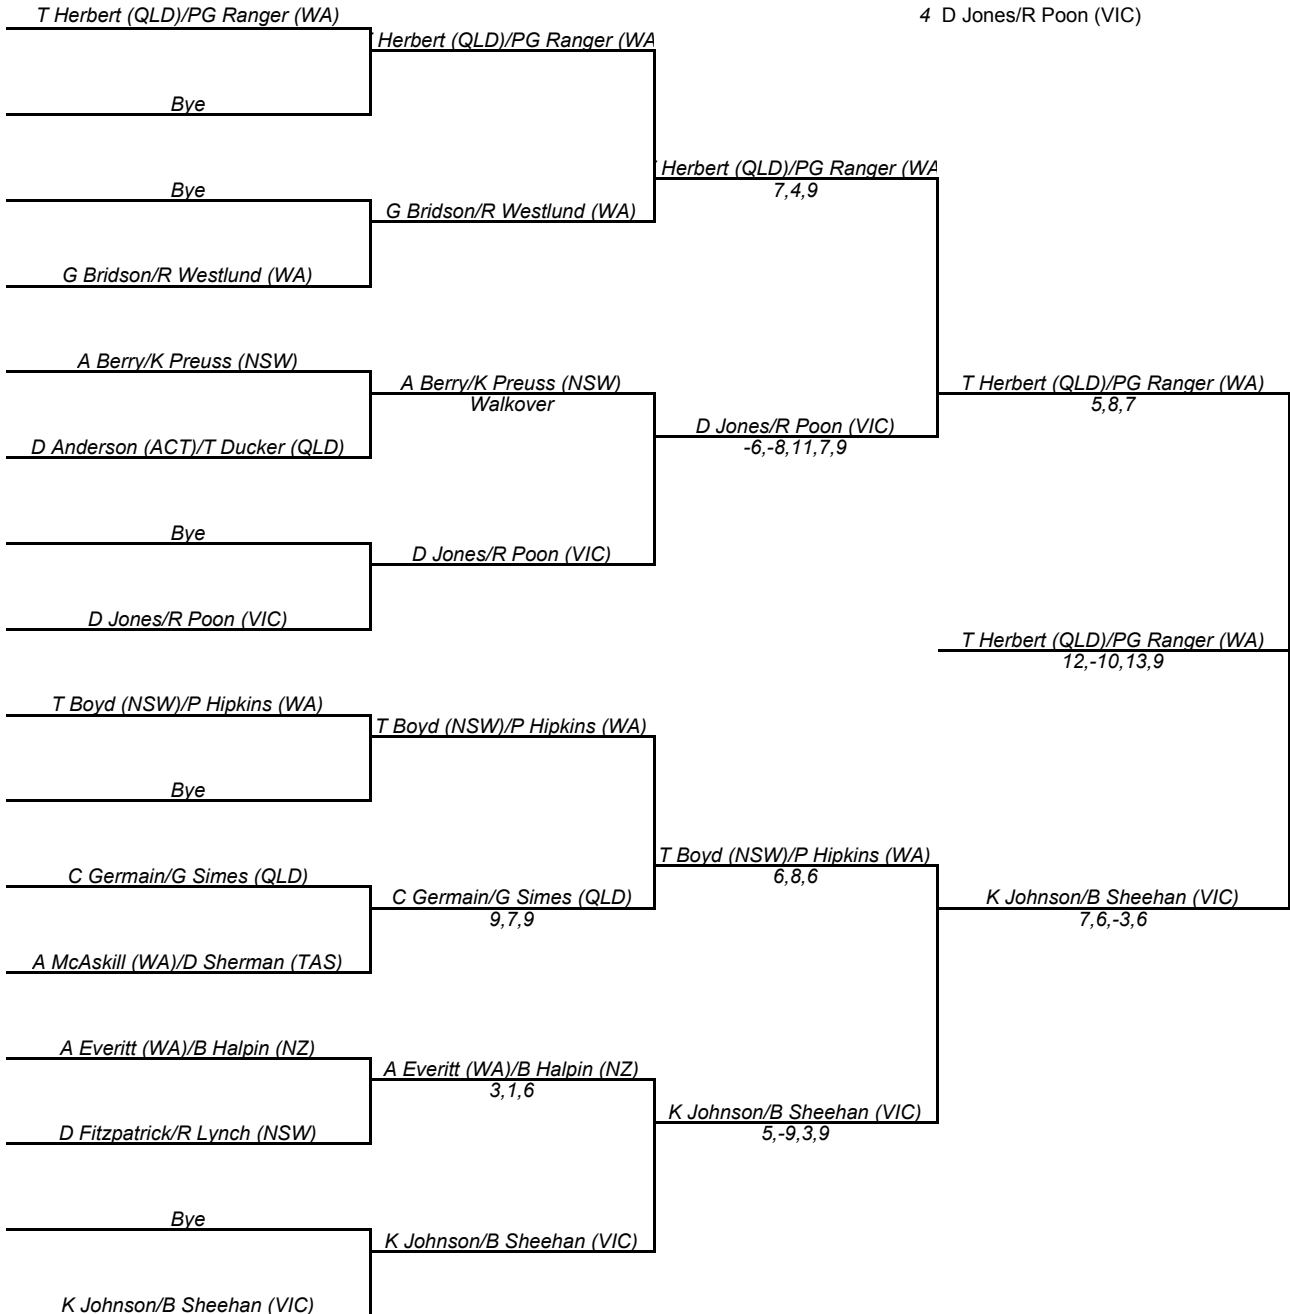 T Herbert (QLD)/PG Ranger (WA)
4 D Jones/R Poon (VIC)
Herbert (QLD)/PG Ranger (WA
Bye
Herbert (QLD)/PG Ranger (WA
7,4,9
Bye
G Bridson/R Westlund (WA)
G Bridson/R Westlund (WA)
A Berry/K Preuss (NSW)
A Berry/K Preuss (NSW)
Walkover
T Herbert (QLD)/PG Ranger (WA)
5,8,7
D Jones/R Poon (VIC)
-6,-8,11,7,9
D Anderson (ACT)/T Ducker (QLD)
Bye
D Jones/R Poon (VIC)
D Jones/R Poon (VIC)
T Herbert (QLD)/PG Ranger (WA)
12,-10,13,9
T Boyd (NSW)/P Hipkins (WA)
T Boyd (NSW)/P Hipkins (WA)
Bye
T Boyd (NSW)/P Hipkins (WA)
6,8,6
C Germain/G Simes (QLD)
C Germain/G Simes (QLD)
9,7,9
K Johnson/B Sheehan (VIC)
7,6,-3,6
A McAskill (WA)/D Sherman (TAS)
A Everitt (WA)/B Halpin (NZ)
A Everitt (WA)/B Halpin (NZ)
3,1,6
K Johnson/B Sheehan (VIC)
5,-9,3,9
D Fitzpatrick/R Lynch (NSW)
Bye
K Johnson/B Sheehan (VIC)
K Johnson/B Sheehan (VIC)